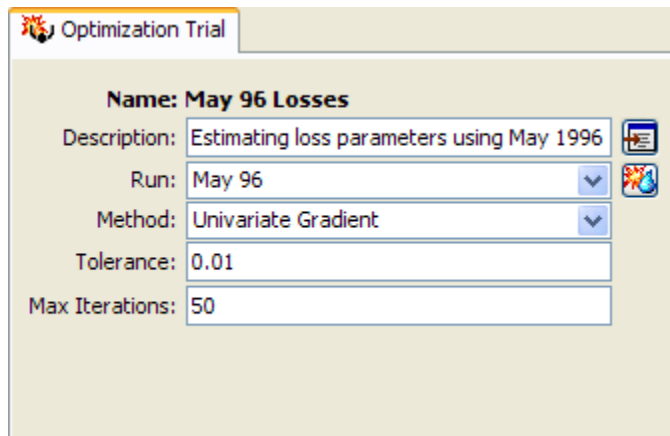 Optimization Trial
Name: May 96 Losses
Description: Estimating loss parameters using May 1996
Run: May 96
Method: Univariate Gradient
Tolerance: 0.01
Max Iterations: 50